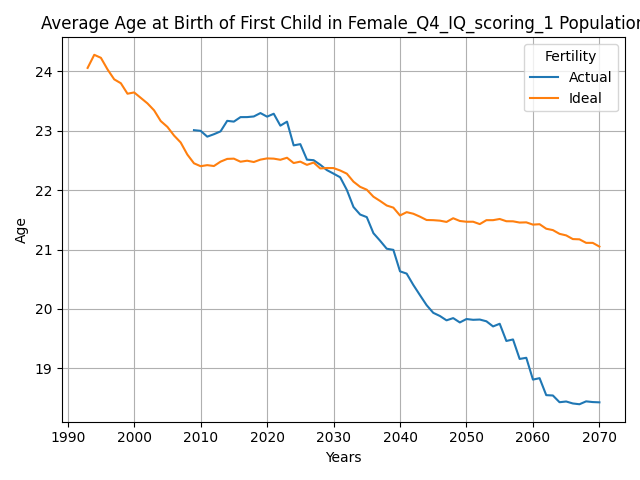 Average Age at Birth of First Child in Female_Q4_IQ_scoring_1 Population
Fertility
Actual
Ideal
Age
24
23
22
21
20
19
1990 2000 2010 2020 2030 2040 2050 2060 2070
Years